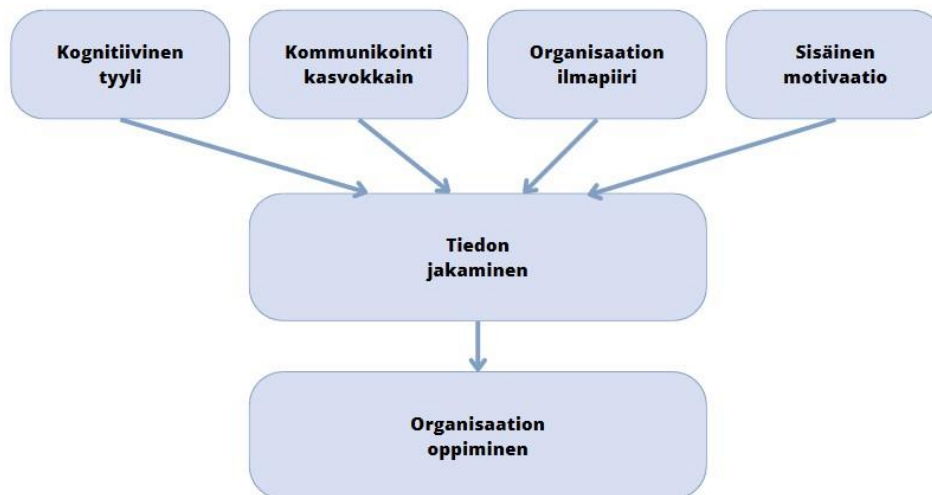 Kognitiivinen
tyyli
Kommunikointi
kasvokkain
Organisaation
ilmapiiri
Sisäinen
motivaatio
Tiedon
jakaminen
Organisaation
oppiminen